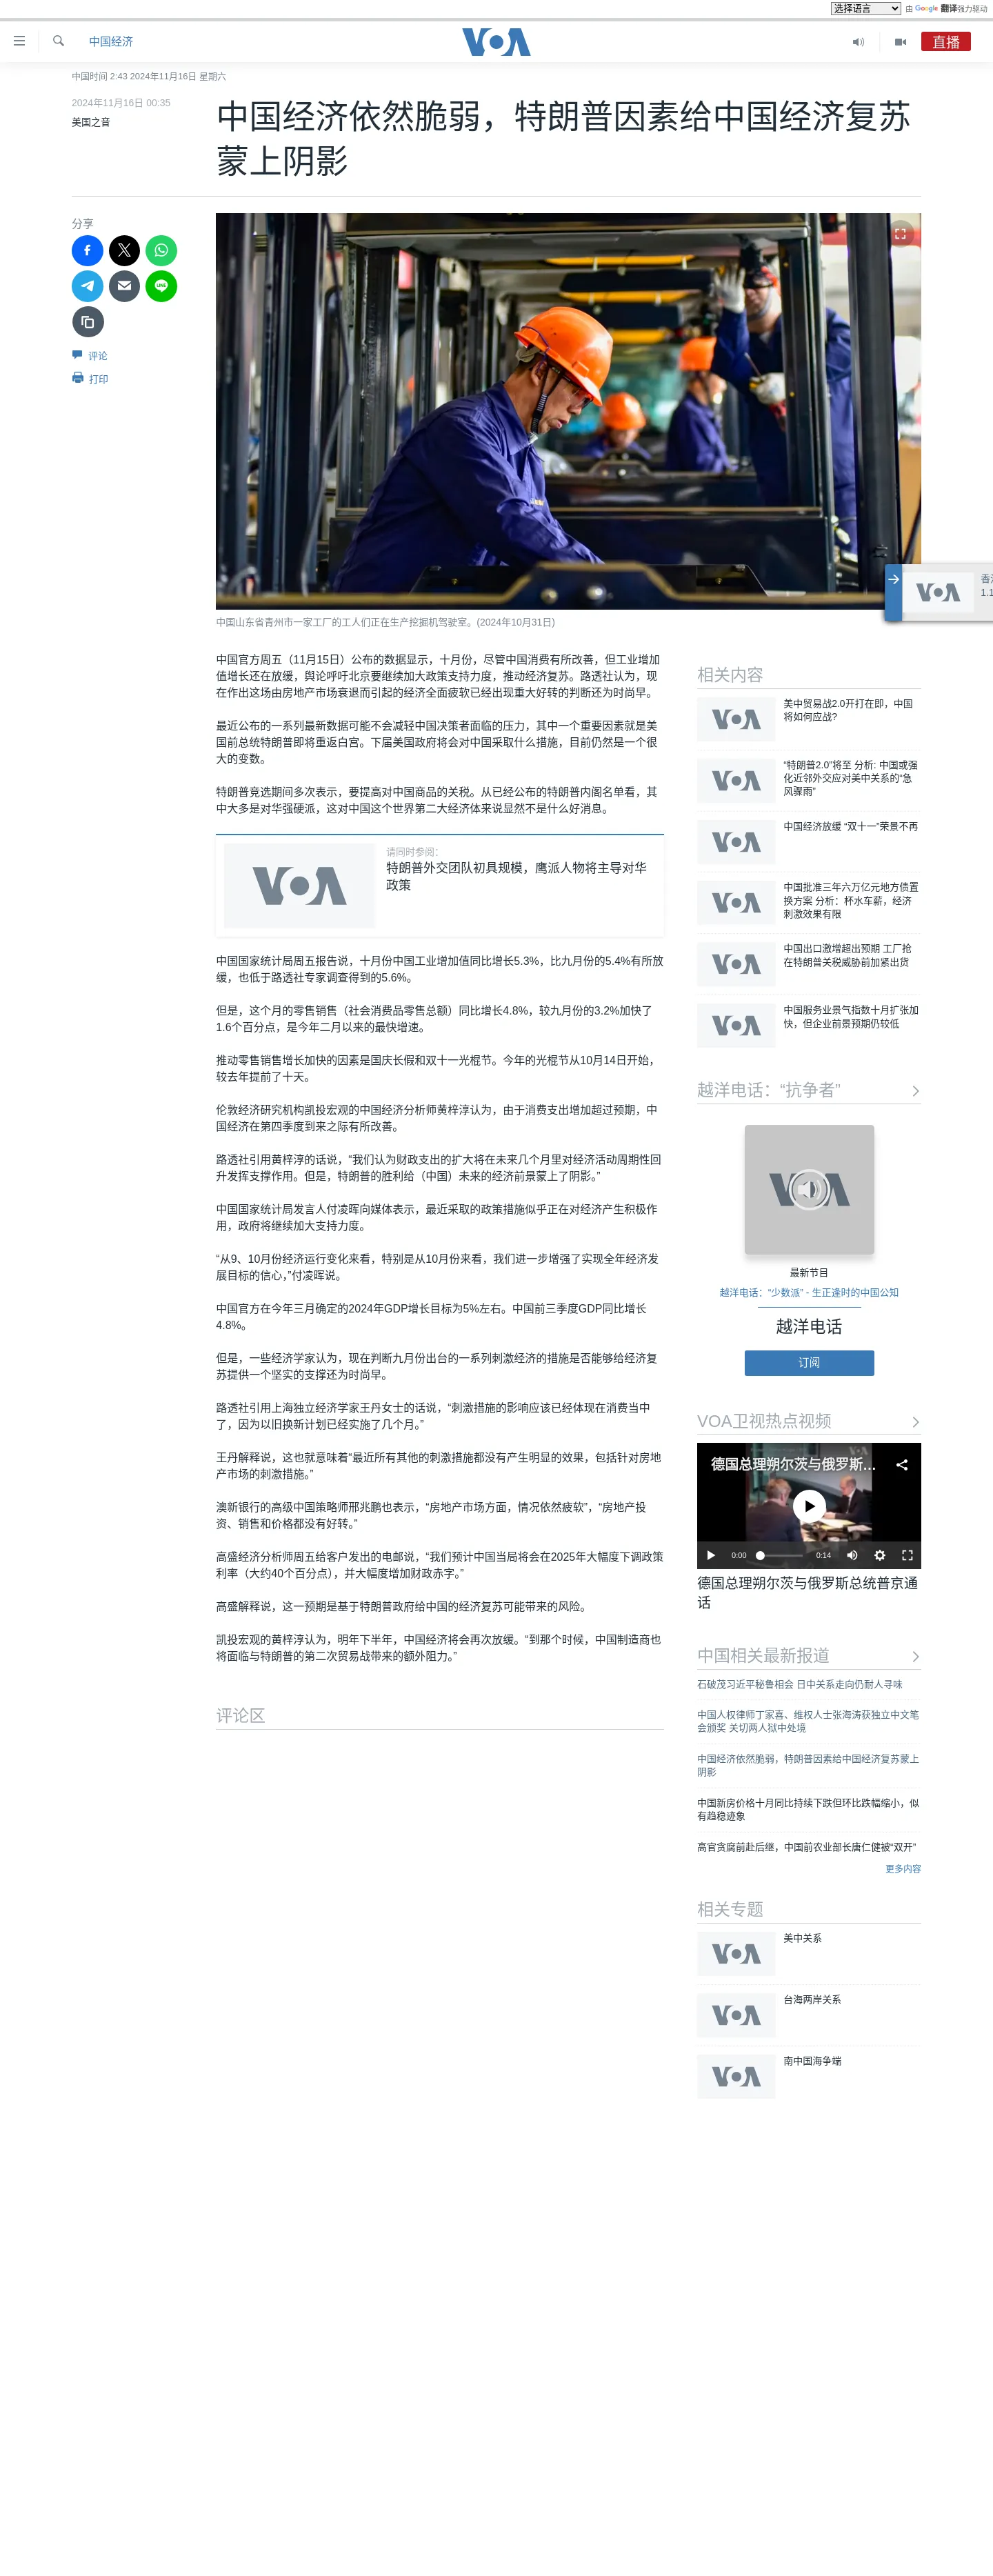 选择语言
由 Google 翻译强力驱动
中国经济
VOA
直播
中国时间 2:43 2024年11月16日 星期六
2024年11月16日 00:35
美国之音
中国经济依然脆弱，特朗普因素给中国经济复苏
蒙上阴影
分享
评论
打印
中国山东省青州市一家工厂的工人们正在生产挖掘机驾驶室。(2024年10月31日)
VOA
1.1
中国官方周五（11月15日）公布的数据显示，十月份，尽管中国消费有所改善，但工业增加
值增长还在放缓，舆论呼吁北京要继续加大政策支持力度，推动经济复苏。路透社认为，现
在作出这场由房地产市场衰退而引起的经济全面疲软已经出现重大好转的判断还为时尚早。
最近公布的一系列最新数据可能不会减轻中国决策者面临的压力，其中一个重要因素就是美
国前总统特朗普即将重返白宫。下届美国政府将会对中国采取什么措施，目前仍然是一个很
大的变数。
特朗普竞选期间多次表示，要提高对中国商品的关税。从已经公布的特朗普内阁名单看，其
中大多是对华强硬派，这对中国这个世界第二大经济体来说显然不是什么好消息。
VOA
请同时参阅：
特朗普外交团队初具规模，鹰派人物将主导对华
政策
中国国家统计局周五报告说，十月份中国工业增加值同比增长5.3%，比九月份的5.4%有所放
缓，也低于路透社专家调查得到的5.6%。
但是，这个月的零售销售（社会消费品零售总额）同比增长4.8%，较九月份的3.2%加快了
1.6个百分点，是今年二月以来的最快增速。
推动零售销售增长加快的因素是国庆长假和双十一光棍节。今年的光棍节从10月14日开始，
较去年提前了十天。
伦敦经济研究机构凯投宏观的中国经济分析师黄梓淳认为，由于消费支出增加超过预期，中
国经济在第四季度到来之际有所改善。
路透社引用黄梓淳的话说，“我们认为财政支出的扩大将在未来几个月里对经济活动周期性回
升发挥支撑作用。但是，特朗普的胜利给（中国）未来的经济前景蒙上了阴影。”
中国国家统计局发言人付凌晖向媒体表示，最近采取的政策措施似乎正在对经济产生积极作
用，政府将继续加大支持力度。
“从9、10月份经济运行变化来看，特别是从10月份来看，我们进一步增强了实现全年经济发
展目标的信心，”付凌晖说。
中国官方在今年三月确定的2024年GDP增长目标为5%左右。中国前三季度GDP同比增长
4.8%。
但是，一些经济学家认为，现在判断九月份出台的一系列刺激经济的措施是否能够给经济复
苏提供一个坚实的支撑还为时尚早。
路透社引用上海独立经济学家王丹女士的话说，“刺激措施的影响应该已经体现在消费当中
了，因为以旧换新计划已经实施了几个月。”
王丹解释说，这也就意味着“最近所有其他的刺激措施都没有产生明显的效果，包括针对房地
产市场的刺激措施。”
澳新银行的高级中国策略师邢兆鹏也表示，“房地产市场方面，情况依然疲软”，“房地产投
资、销售和价格都没有好转。”
高盛经济分析师周五给客户发出的电邮说，“我们预计中国当局将会在2025年大幅度下调政策
利率（大约40个百分点），并大幅度增加财政赤字。”
高盛解释说，这一预期是基于特朗普政府给中国的经济复苏可能带来的风险。
凯投宏观的黄梓淳认为，明年下半年，中国经济将会再次放缓。“到那个时候，中国制造商也
将面临与特朗普的第二次贸易战带来的额外阻力。”
评论区
相关内容
VOA
美中贸易战2.0开打在即，中国
将如何应战?
VOA
“特朗普2.0”将至 分析: 中国或强
化近邻外交应对美中关系的“急
风骤雨”
VOA
中国经济放缓 “双十一”荣景不再
VOA
中国批准三年六万亿元地方债置
换方案 分析：杯水车薪，经济
刺激效果有限
VOA
中国出口激增超出预期 工厂抢
在特朗普关税威胁前加紧出货
VOA
中国服务业景气指数十月扩张加
快，但企业前景预期仍较低
越洋电话：“抗争者”
VOA
最新节目
越洋电话：“少数派” - 生正逢时的中国公知
越洋电话
订阅
VOA卫视热点视频
德国总理朔尔茨与俄罗斯...
0:00
0:14
德国总理朔尔茨与俄罗斯总统普京通
话
中国相关最新报道
石破茂习近平秘鲁相会 日中关系走向仍耐人寻味
中国人权律师丁家喜、维权人士张海涛获独立中文笔
会颁奖 关切两人狱中处境
中国经济依然脆弱，特朗普因素给中国经济复苏蒙上
阴影
中国新房价格十月同比持续下跌但环比跌幅缩小，似
有趋稳迹象
高官贪腐前赴后继，中国前农业部长唐仁健被“双开”
更多内容
相关专题
VOA
美中关系
VOA
台海两岸关系
VOA
南中国海争端